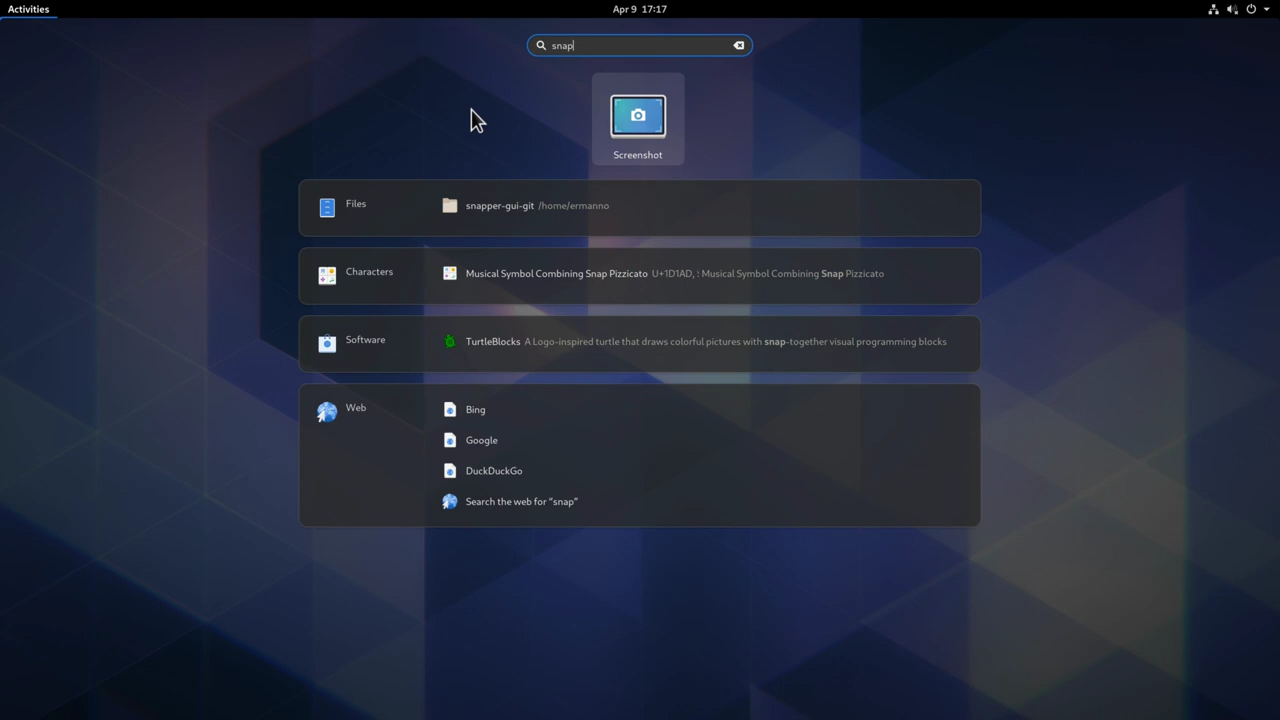 Activities
Apr 9 17:17
snap
Screenshot
Files
snapper-gui-git /home/ermanno
Characters
Musical Symbol Combining Snap Pizzicato U+1D1AD, : Musical Symbol Combining Snap Pizzicato
Software
TurtleBlocks A Logo-inspired turtle that draws colorful pictures with snap-together visual programming blocks
Web
Bing
Google
DuckDuckGo
Search the web for “snap”